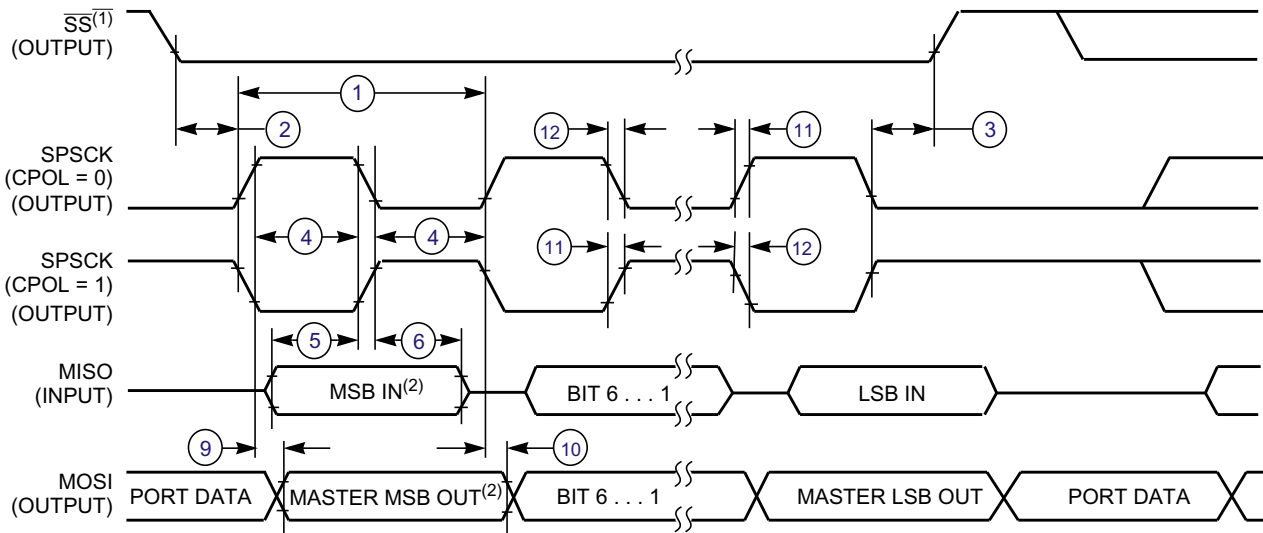 SS(1)
(OUTPUT)
1
2
12
11
3
SPSCK
(CPOL = 0)
(OUTPUT)
4
4
SPSCK
(CPOL = 1)
(OUTPUT)
11
12
5
6
MISO
(INPUT)
MSB IN(2)
BIT 6 . . . 1
LSB IN
9
10
MOSI
(OUTPUT)
PORT DATA
MASTER MSB OUT(2)
BIT 6 . . . 1
MASTER LSB OUT
PORT DATA